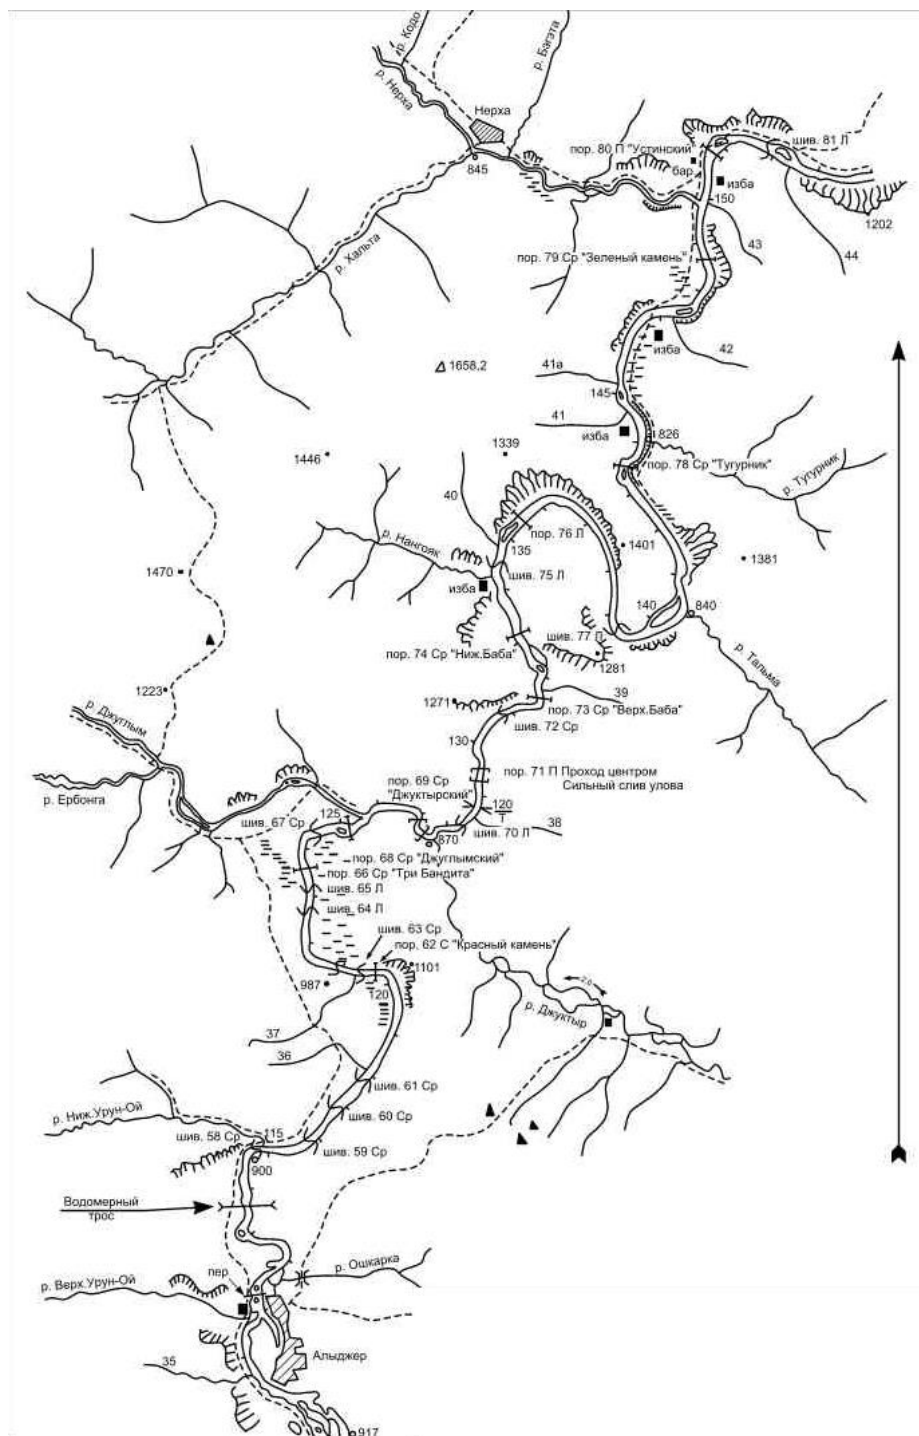 р. Кодо
р. Багэта
р. Нерха
Нерха
845
пор. 80 П "Устинский"
шив. 81 Л
бар
изба
150
1202
43
44
р. Хальта
пор. 79 Ср "Зеленый камень"
изба
42
1658,2
41а
145
41
изба
826
1446
1339
пор. 78 Ср "Тугурник"
р. Тугурник
40
р. Нангояк
135
пор. 76 Л
1401
1381
1470
шив. 75 Л
изба
140
840
шив. 77 Л
пор. 74 Ср "Ниж.Баба"
1281
р. Тальма
1223
39
1271
пор. 73 Ср "Верх.Баба"
р. Джуглым
шив. 72 Ср
130
пор. 71 П Проход центром
Сильный слив улова
пор. 69 Ср
"Джуктырский"
р. Ербонга
120
Т
125
шив. 67 Ср
870
шив. 70 Л
38
пор. 68 Ср "Джуглымский"
пор. 66 Ср "Три Бандита"
шив. 65 Л
шив. 64 Л
шив. 63 Ср
пор. 62 С "Красный камень"
1101
987
120
2,0
р. Джуктыр
37
36
шив. 61 Ср
р. Ниж.Урун-Ой
шив. 60 Ср
шив. 58 Ср
115
шив. 59 Ср
900
Водомерный
трос
р. Ошкарка
пер
р. Верх.Урун-Ой
Алыджер
35
917